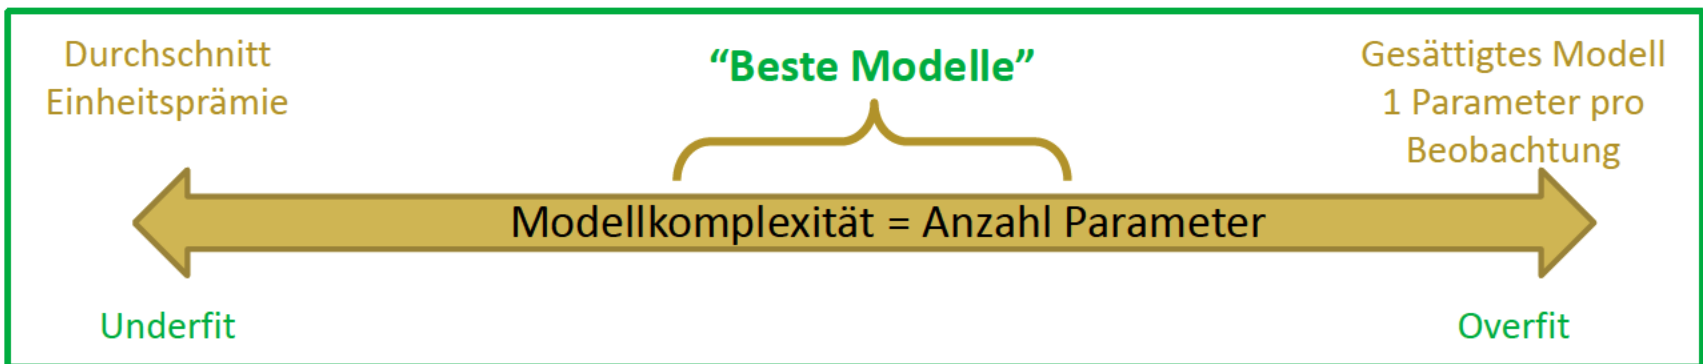 Durchschnitt
Einheitsprämie
“Beste Modelle”
Gesättigtes Modell
1 Parameter pro
Beobachtung
Modellkomplexität = Anzahl Parameter
Underfit
Overfit